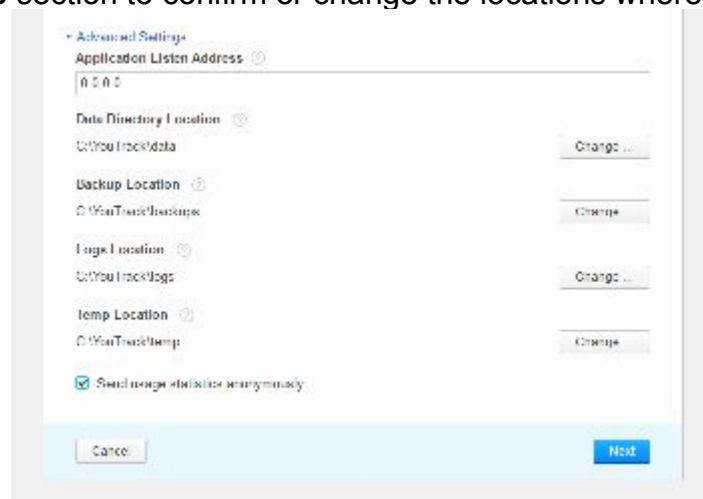 section to confirm or change the locations where
Advanced Settings
Application Listen Address
0.0.0.0
Data Directory Location
C:\YouTrack\data
Change ...
Backup Location
C:\YouTrack\backups
Change ...
Logs Location
C:\YouTrack\logs
Change ...
Temp Location
C:\YouTrack\temp
Change ...
Send usage statistics anonymously
Cancel
Next